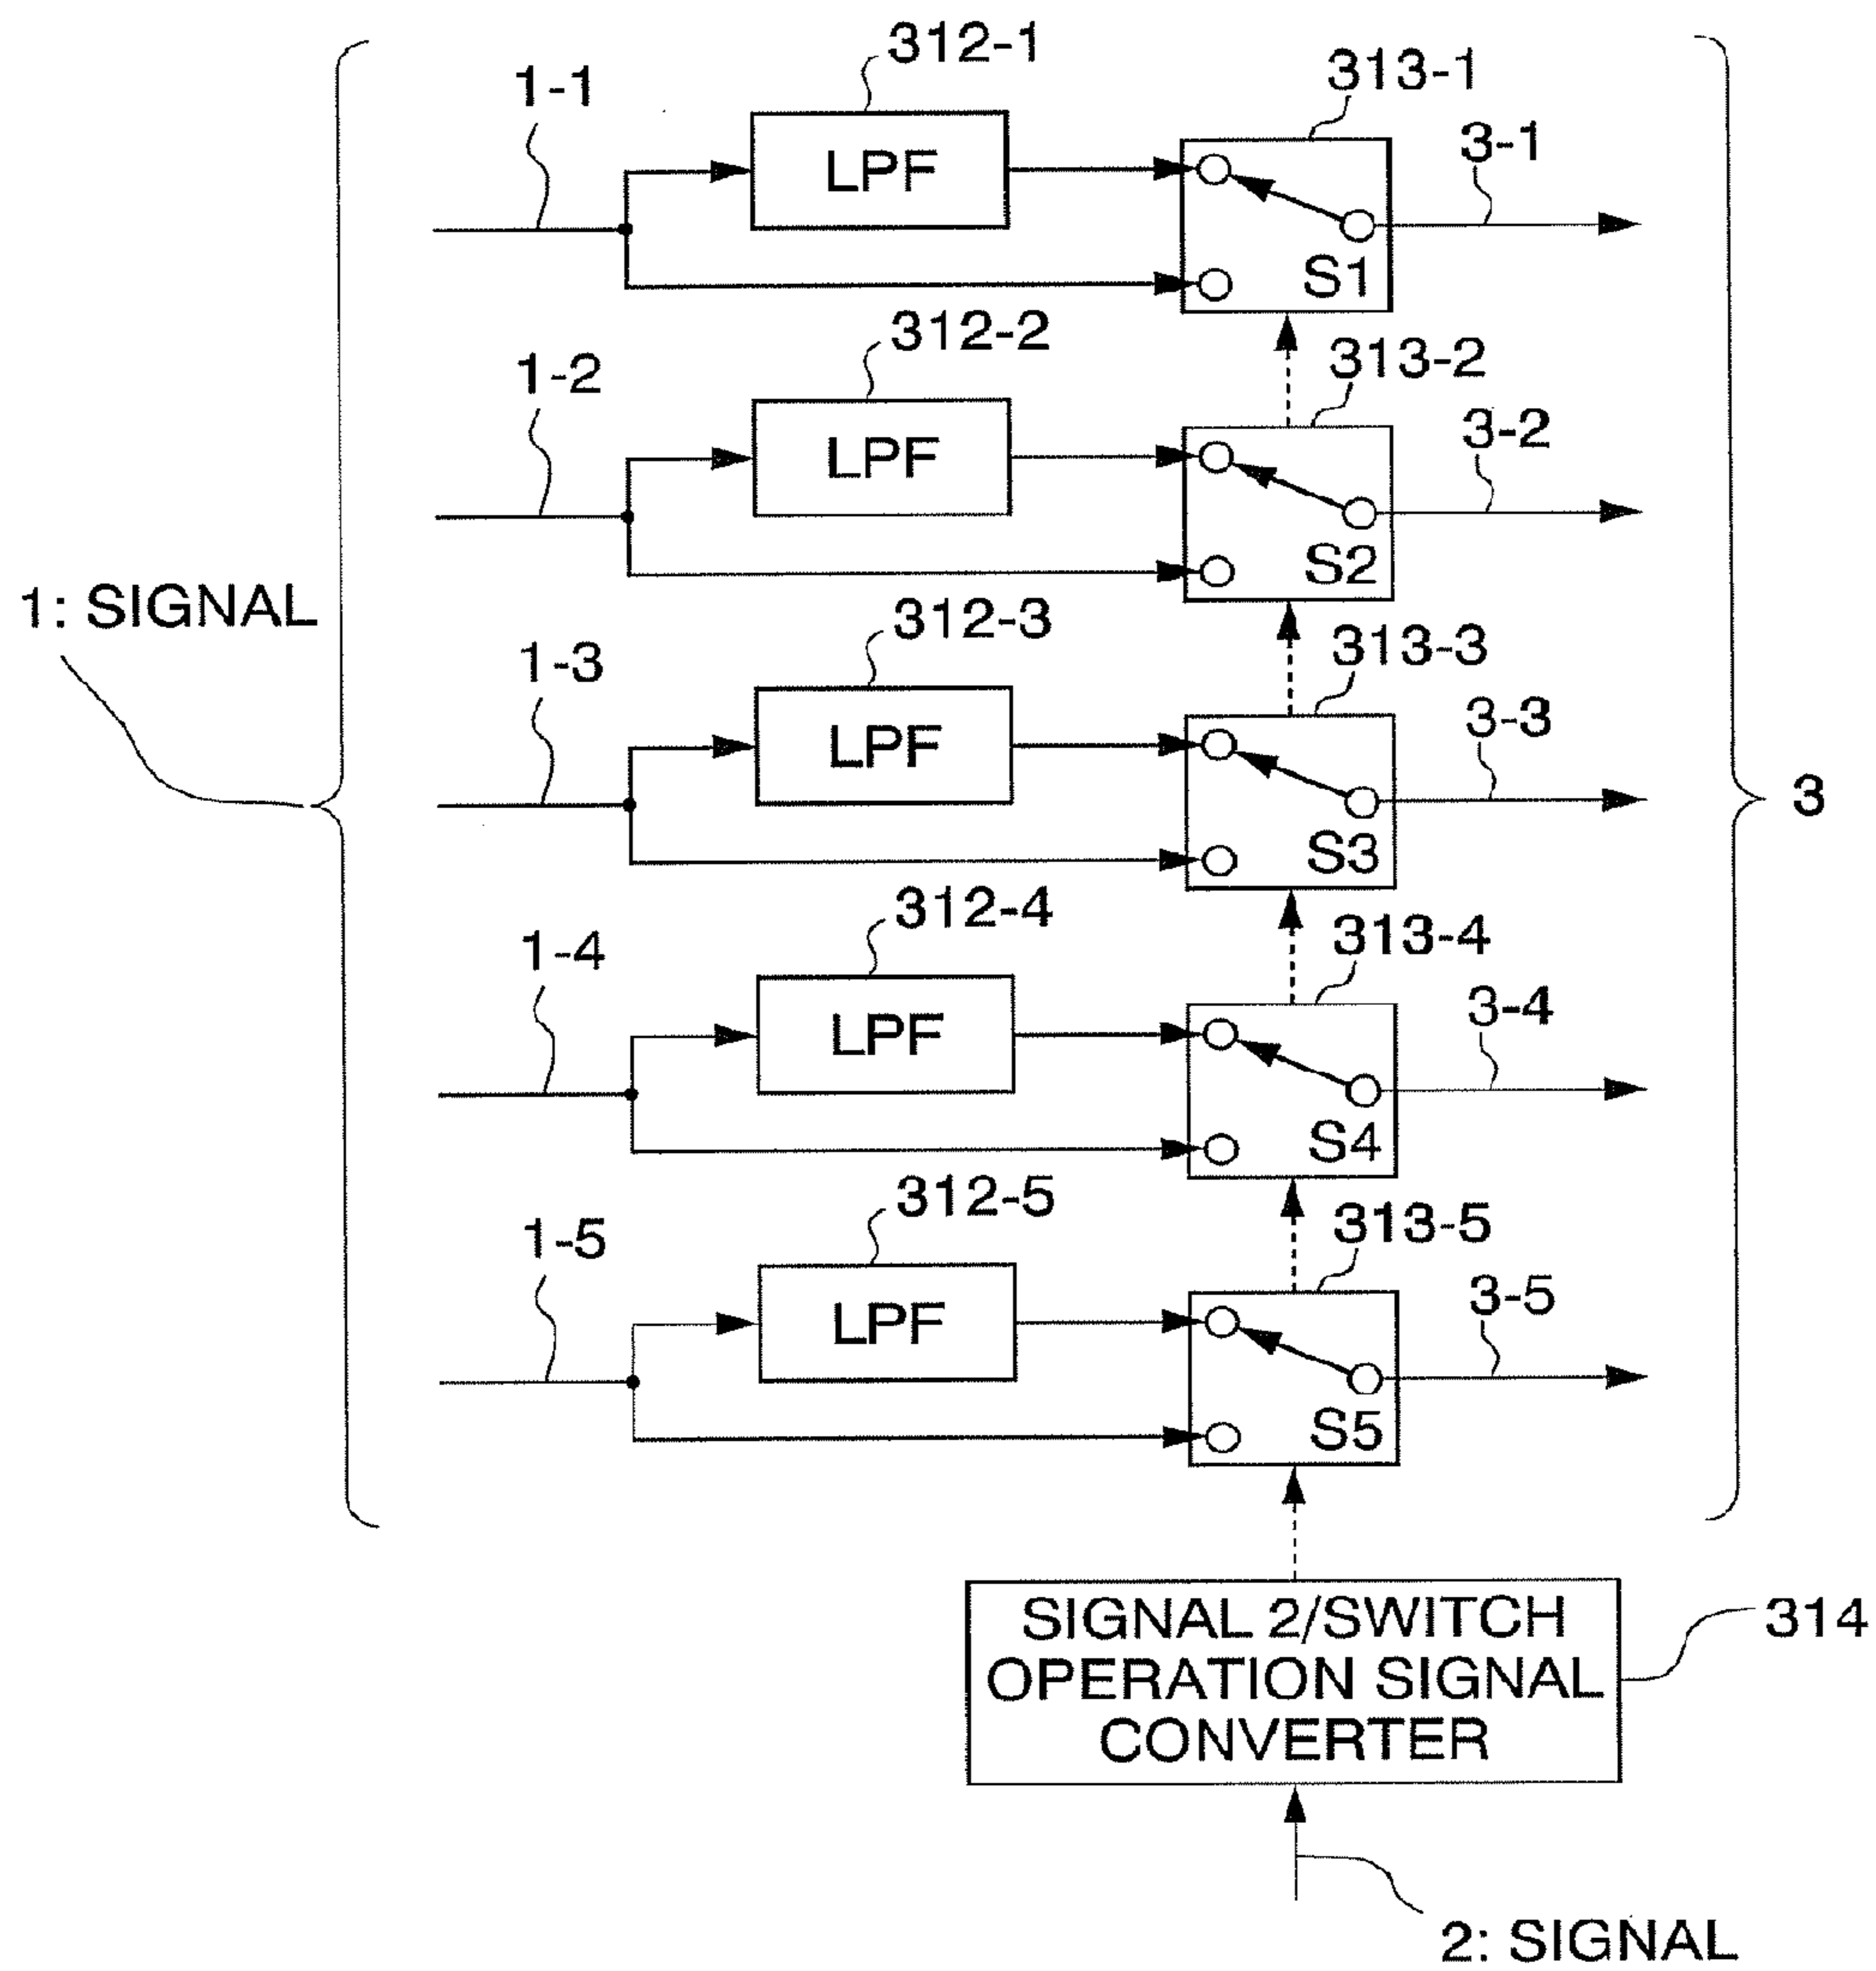 312-1
313-1
1-1
3-1
LPF
S1
312-2
313-2
1-2
3-2
LPF
S2
1: SIGNAL
312-3
313-3
1-3
3-3
LPF
3
S3
312-4
313-4
1-4
3-4
LPF
S4
312-5
313-5
1-5
3-5
LPF
S5
SIGNAL 2/SWITCH
OPERATION SIGNAL
CONVERTER
314
2: SIGNAL